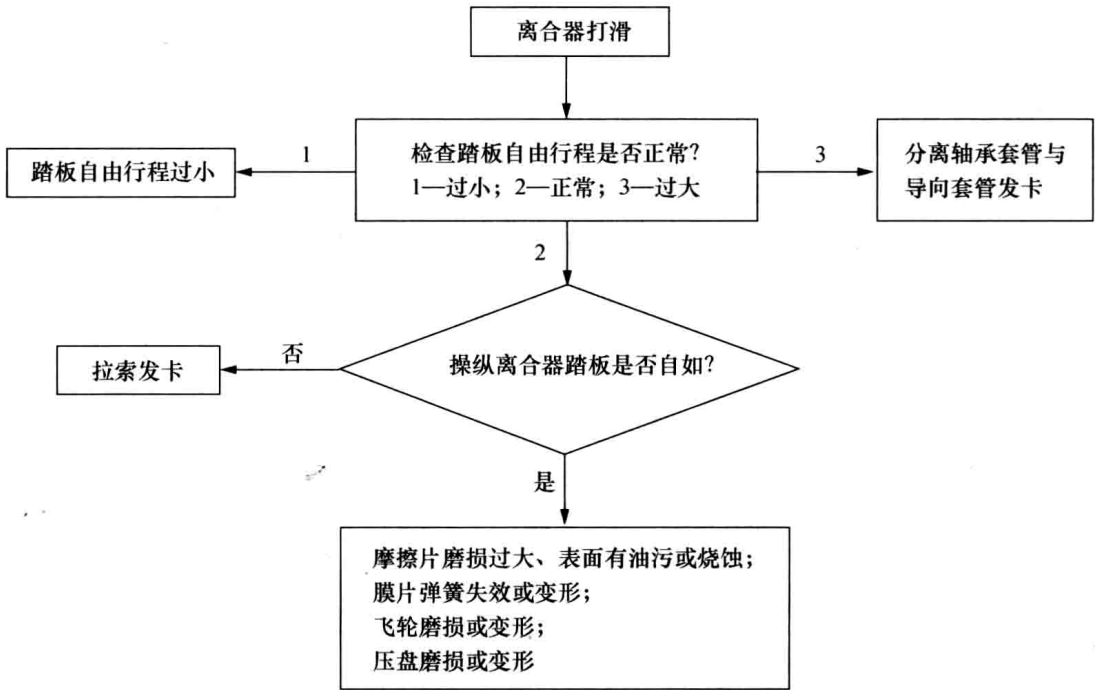 离合器打滑
检查踏板自由行程是否正常?
1—过小；2—正常；3—过大
1
踏板自由行程过小
3
分离轴承套管与
导向套管发卡
2
操纵离合器踏板是否自如?
否
拉索发卡
是
摩擦片磨损过大、表面有油污或烧蚀；
膜片弹簧失效或变形；
飞轮磨损或变形；
压盘磨损或变形